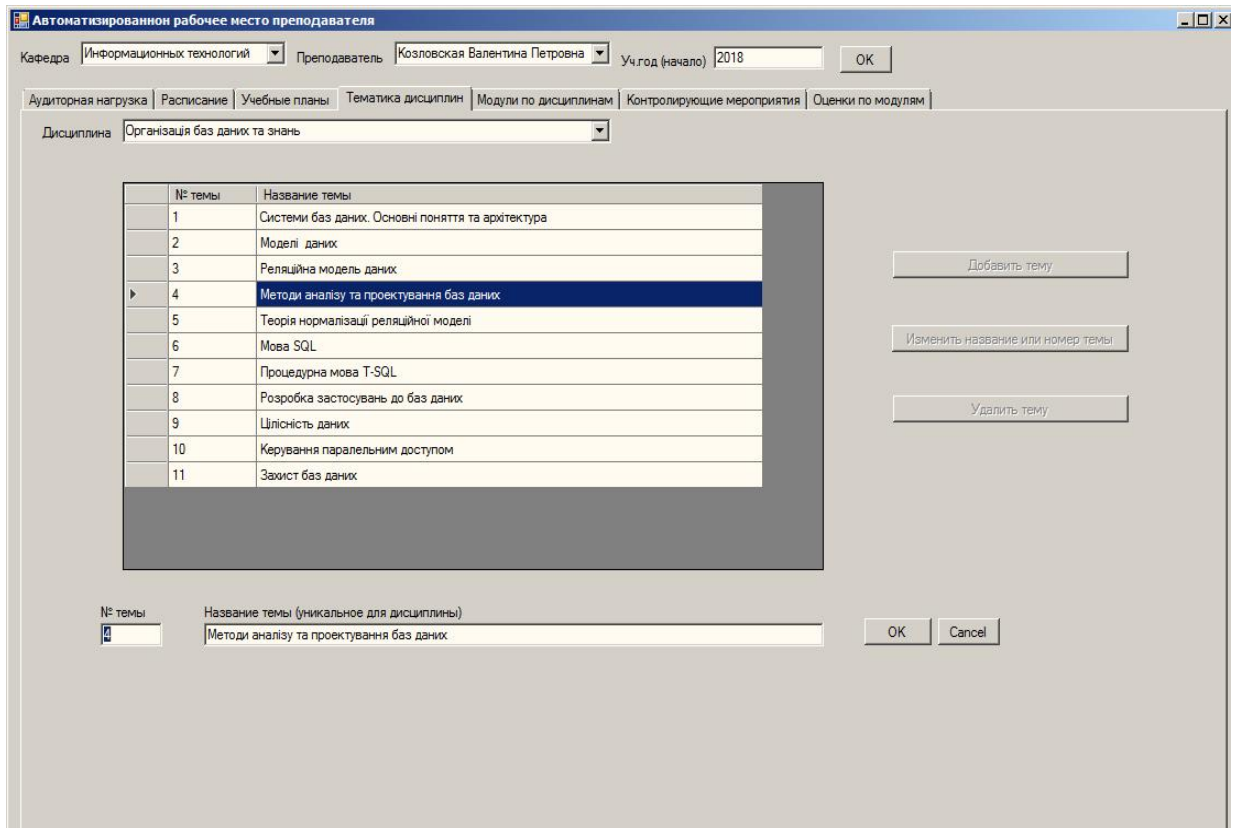 Автоматизированнон рабочее место преподавателя
Кафедра Информационных технологий Преподаватель Козловская Валентина Петровна Уч.год (начало) 2018 OK
Аудиторная нагрузка Расписание Учебные планы Тематика дисциплин Модули по дисциплинам Контролирующие мероприятия Оценки по модулям
Дисциплина Організація баз даних та знань
№ темы Название темы
1 Системи баз даних. Основні поняття та архітектура
2 Моделі даних
3 Реляційна модель даних
Добавить тему
4 Методи аналізу та проектування баз даних
5 Теорія нормалізації реляційної моделі
6 Мова SQL
Изменить название или номер темы
7 Процедурна мова T-SQL
8 Розробка застосувань до баз даних
Удалить тему
9 Цілісність даних
10 Керування паралельним доступом
11 Захист баз даних
№ темы Название темы (уникальное для дисциплины)
4 Методи аналізу та проектування баз даних OK Cancel